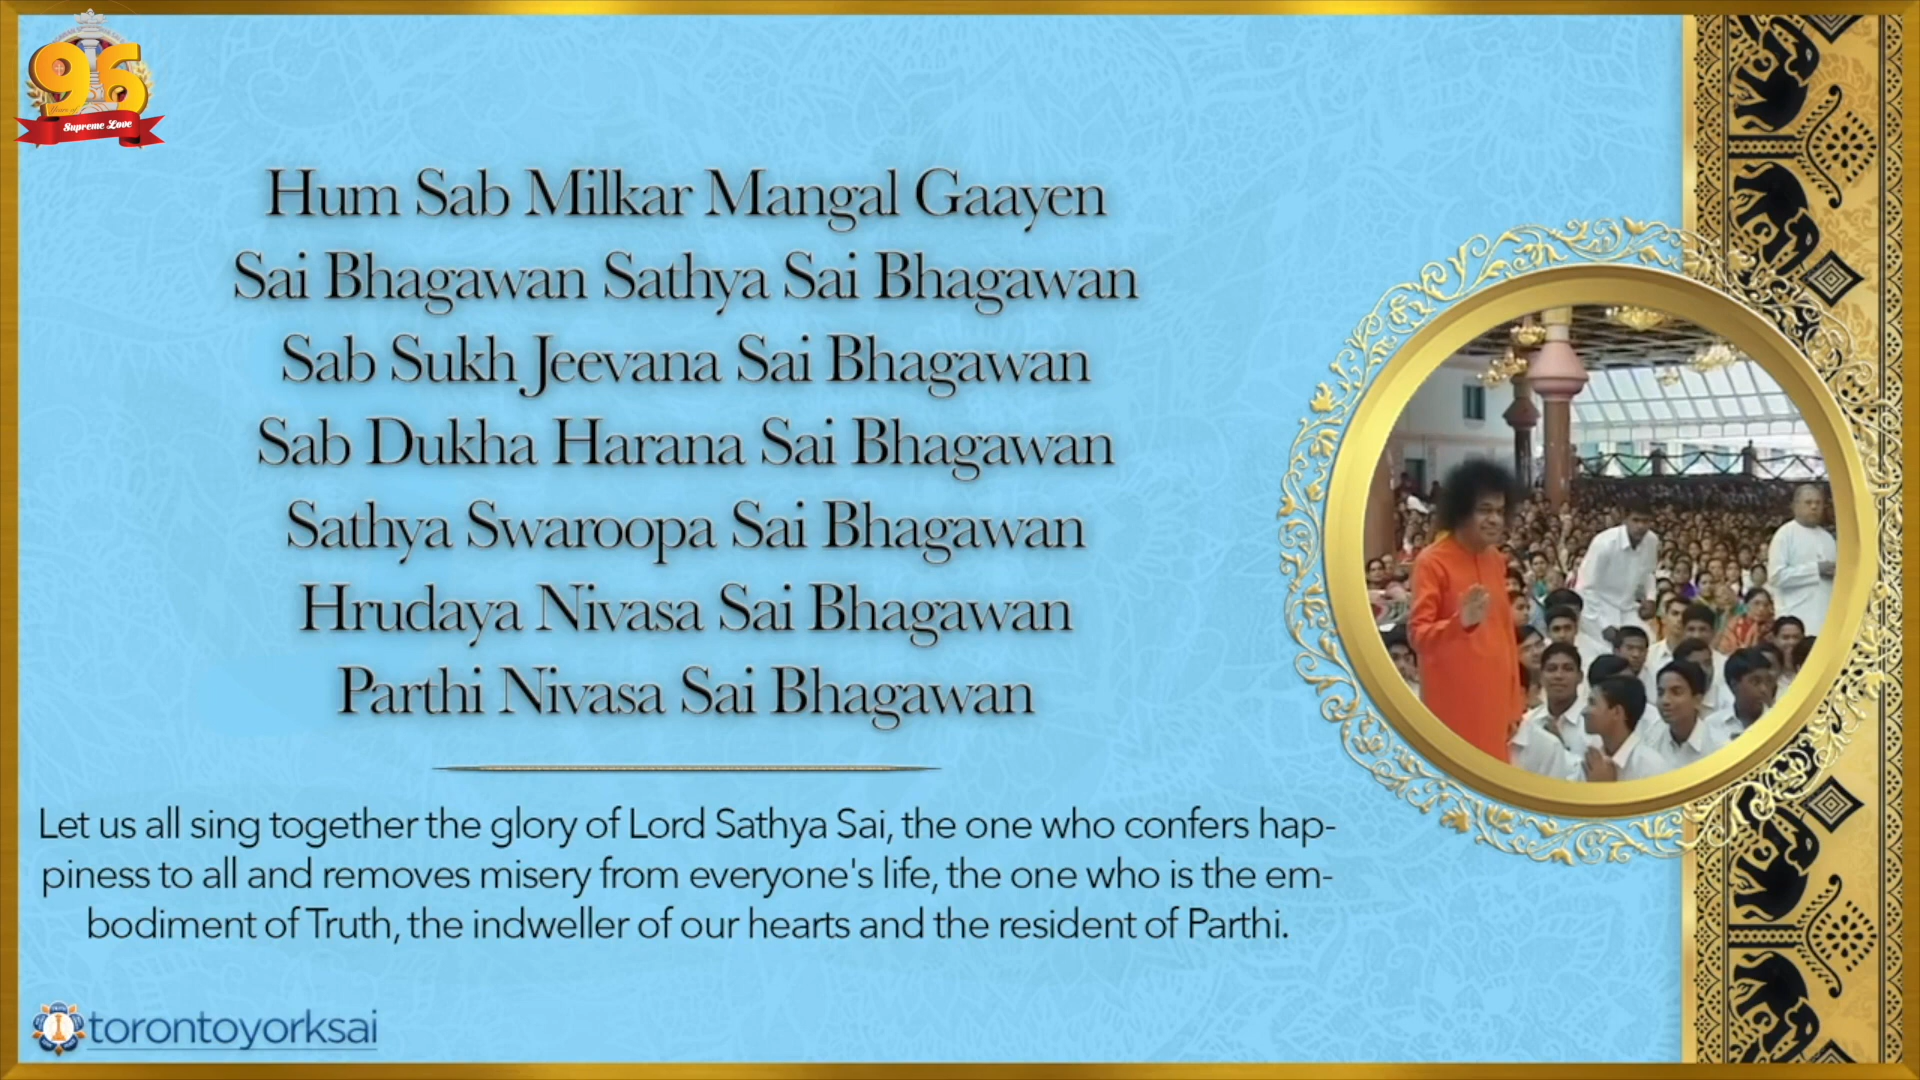 96
Years of
Supreme Love
Hum Sab Milkar Mangal Gaayen
Sai Bhagawan Sathya Sai Bhagawan
Sab Sukh Jeevana Sai Bhagawan
Sab Dukha Harana Sai Bhagawan
Sathya Swaroopa Sai Bhagawan
Hrudaya Nivasa Sai Bhagawan
Parthi Nivasa Sai Bhagawan
Let us all sing together the glory of Lord Sathya Sai, the one who confers hap-
piness to all and removes misery from everyone's life, the one who is the em-
bodiment of Truth, the indweller of our hearts and the resident of Parthi.
torontoyorksai